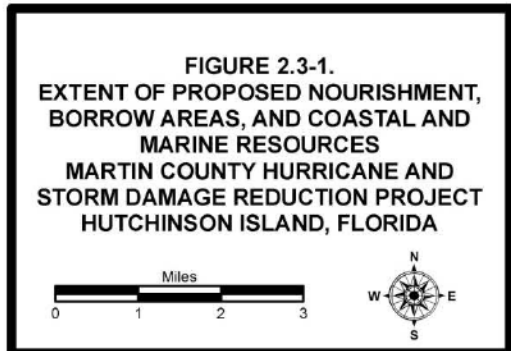 FIGURE 2.3-1.
EXTENT OF PROPOSED NOURISHMENT,
BORROW AREAS, AND COASTAL AND
MARINE RESOURCES
MARTIN COUNTY HURRICANE AND
STORM DAMAGE REDUCTION PROJECT
HUTCHINSON ISLAND, FLORIDA
Miles
0 1 2 3
N
W E
S